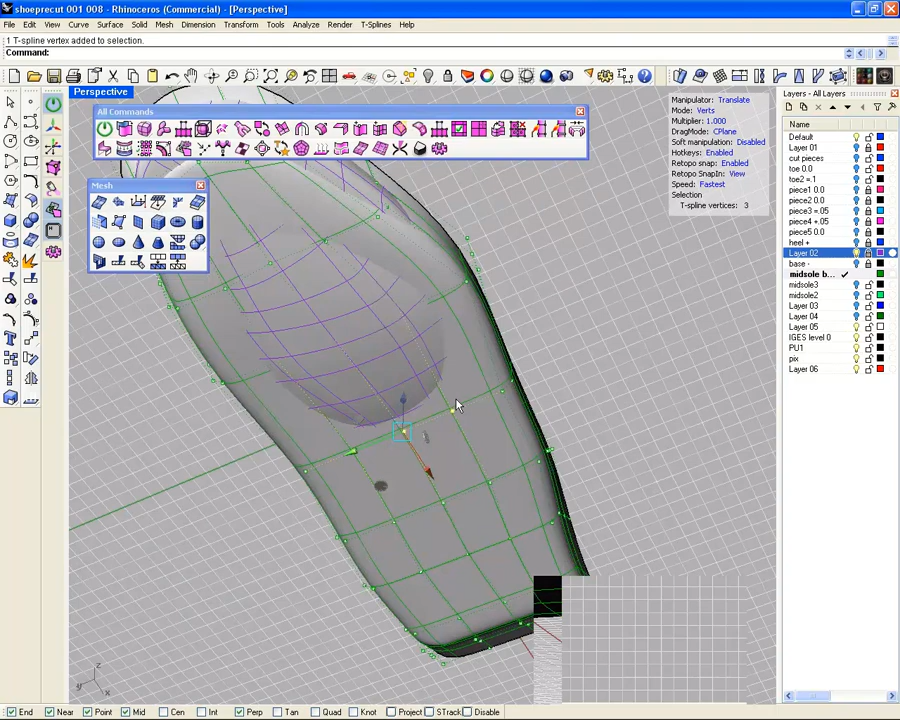 shoeprecut 001 008 - Rhinoceros (Commercial) - [Perspective]
File Edit View Curve Surface Solid Mesh Dimension Transform Tools Analyze Render T-Splines Help
1 T-spline vertex added to selection.
Command:
Perspective
All Commands
Mesh
Manipulator: Translate
Mode: Verts
Multiplier: 1.000
DragMode: CPlane
Soft manipulation: Disabled
Hotkeys: Enabled
Retopo snap: Enabled
Retopo SnapIn: View
Speed: Fastest
Selection
T-spline vertices: 3
Layers - All Layers
Name
Default
Layer 01
cut pieces
toe 0.0
toe2 =.1
piece1 0.0
piece2 0.0
piece3 =.05
piece4 +.05
piece5 0.0
heel +
Layer 02
base -
midsole b...
midsole3
midsole2
Layer 03
Layer 04
Layer 05
IGES level 0
PU1
pix
Layer 06
z
y
x
End Near Point Mid Cen Int Perp Tan Quad Knot Project STrack Disable